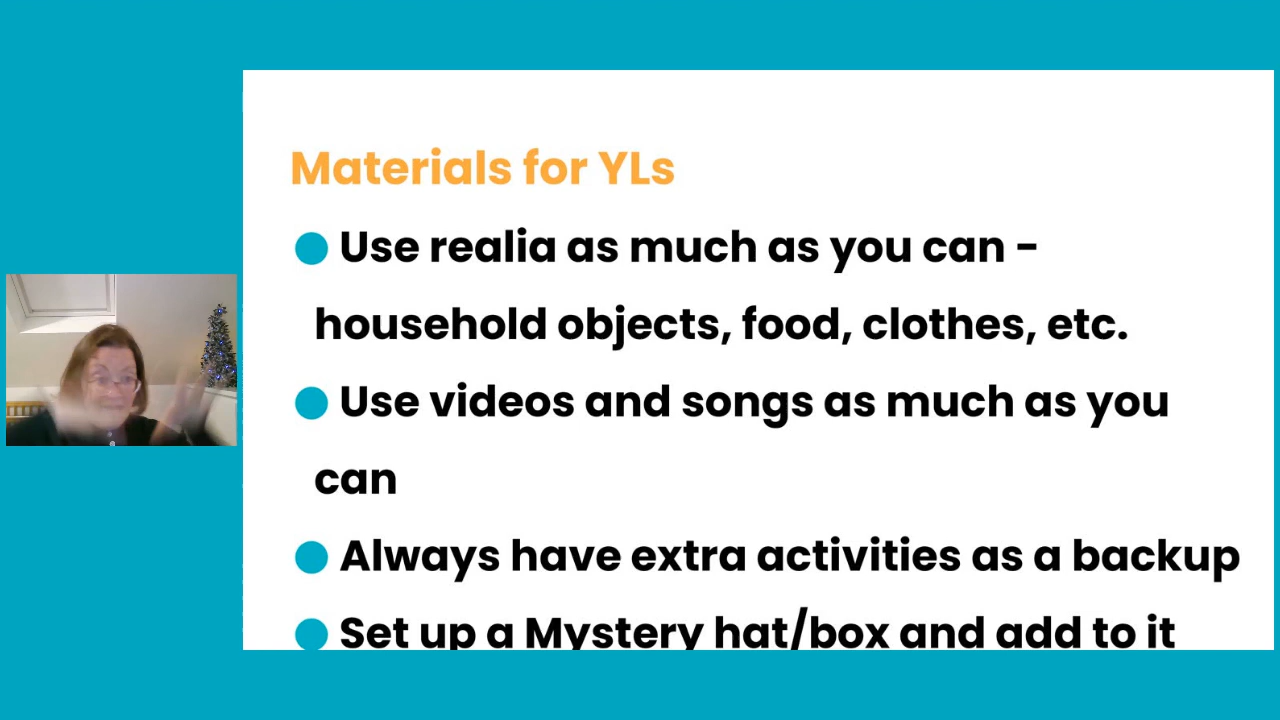 Materials for YLs
● Use realia as much as you can -
household objects, food, clothes, etc.
● Use videos and songs as much as you
can
● Always have extra activities as a backup
● Set up a Mystery hat/box and add to it